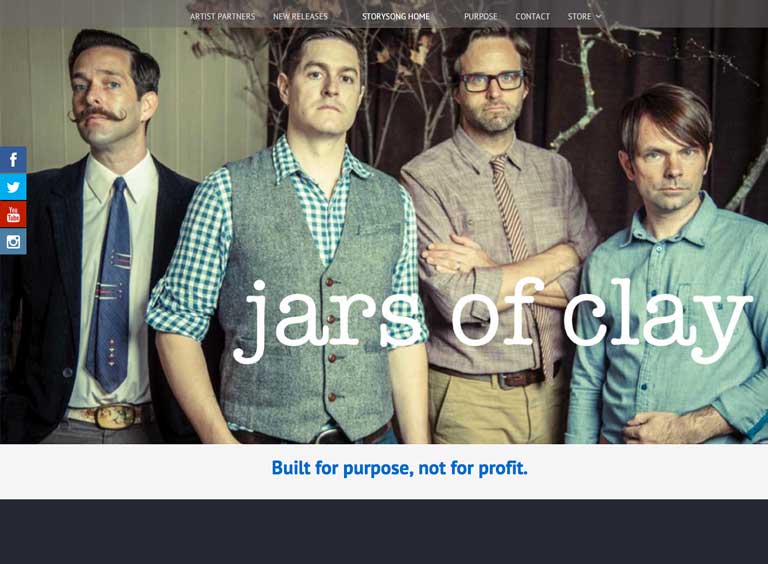 ARTIST PARTNERS NEW RELEASES STORYSONG HOME PURPOSE CONTACT STORE
f
You
Tube
jars of clay
Built for purpose, not for profit.